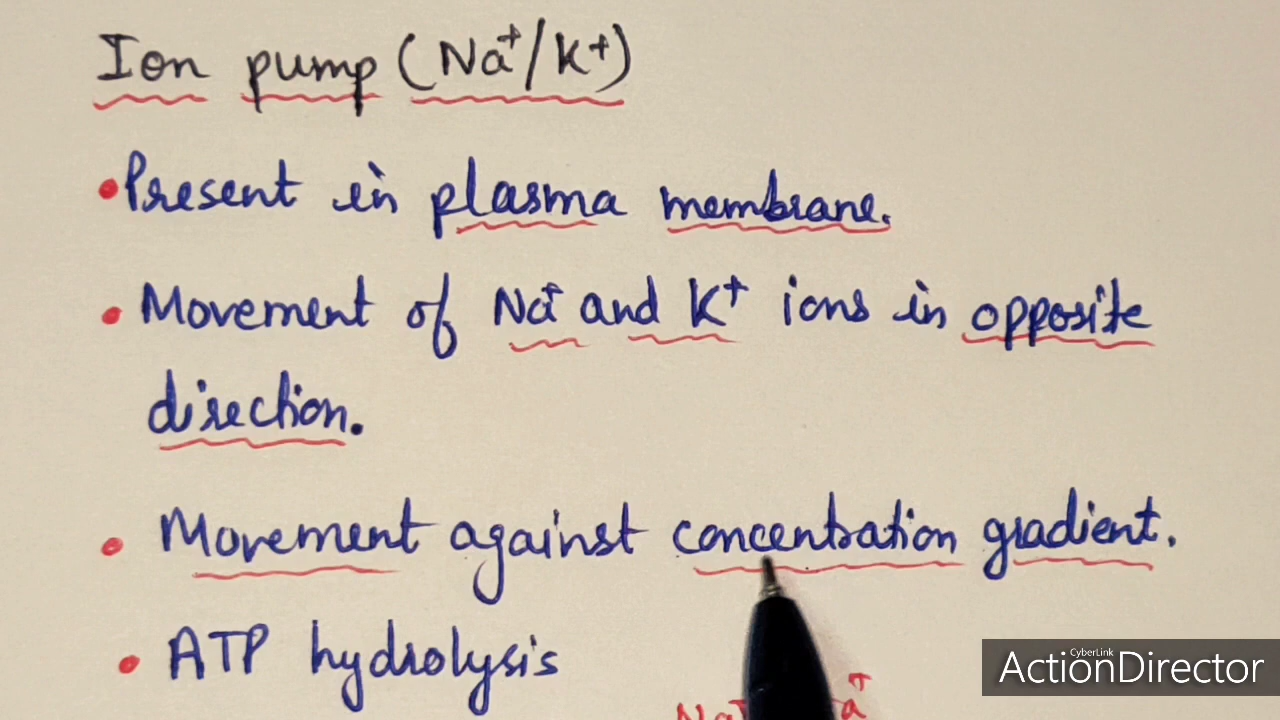 Ion pump (Na⁺/K⁺)
• Present in plasma membrane.
• Movement of Na⁺ and K⁺ ions in opposite
direction.
• Movement against concentration gradient.
• ATP hydrolysis
CyberLink
ActionDirector